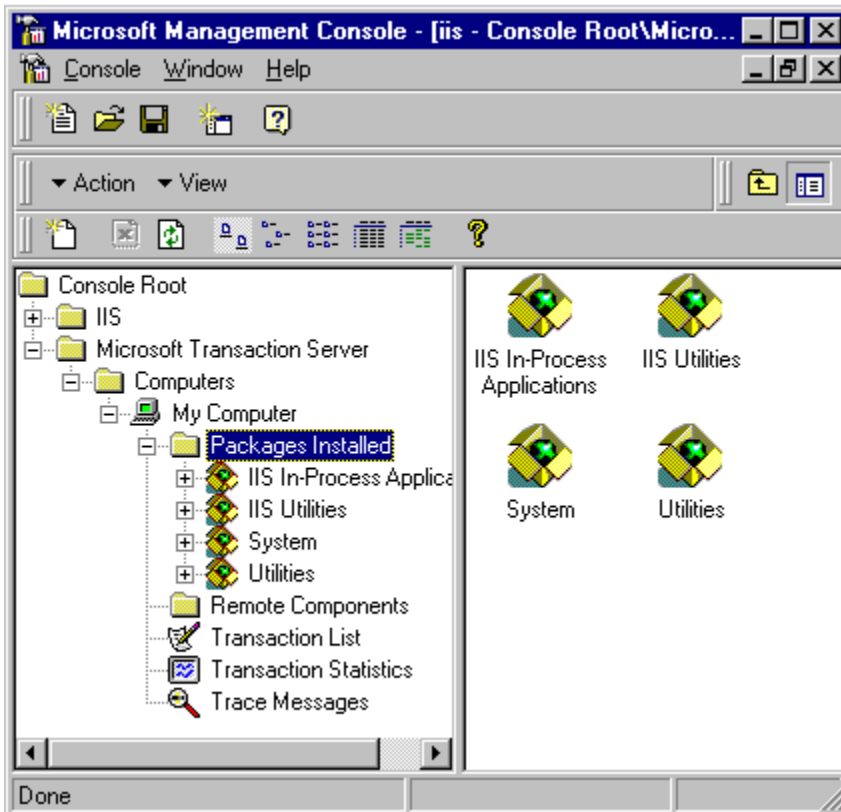 Microsoft Management Console - [iis - Console Root\Micro...
Console Window Help
Action View
Console Root
IIS
Microsoft Transaction Server
Computers
My Computer
Packages Installed
IIS In-Process Applica
IIS Utilities
System
Utilities
Remote Components
Transaction List
Transaction Statistics
Trace Messages
IIS In-Process
Applications
IIS Utilities
System
Utilities
Done